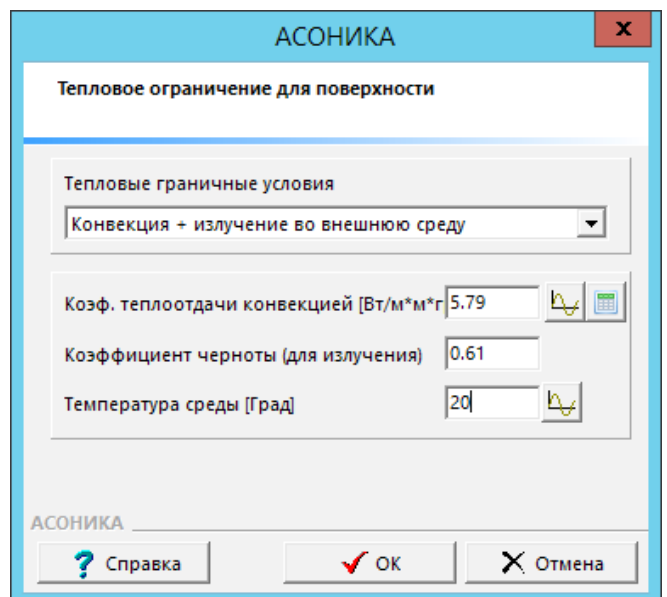 АСОНИКА
x
Тепловое ограничение для поверхности
Тепловые граничные условия
Конвекция + излучение во внешнюю среду
Коэф. теплоотдачи конвекцией [Вт/м*м*г 5.79
Коэффициент черноты (для излучения) 0.61
Температура среды [Град] 20
АСОНИКА
? Справка OK Отмена